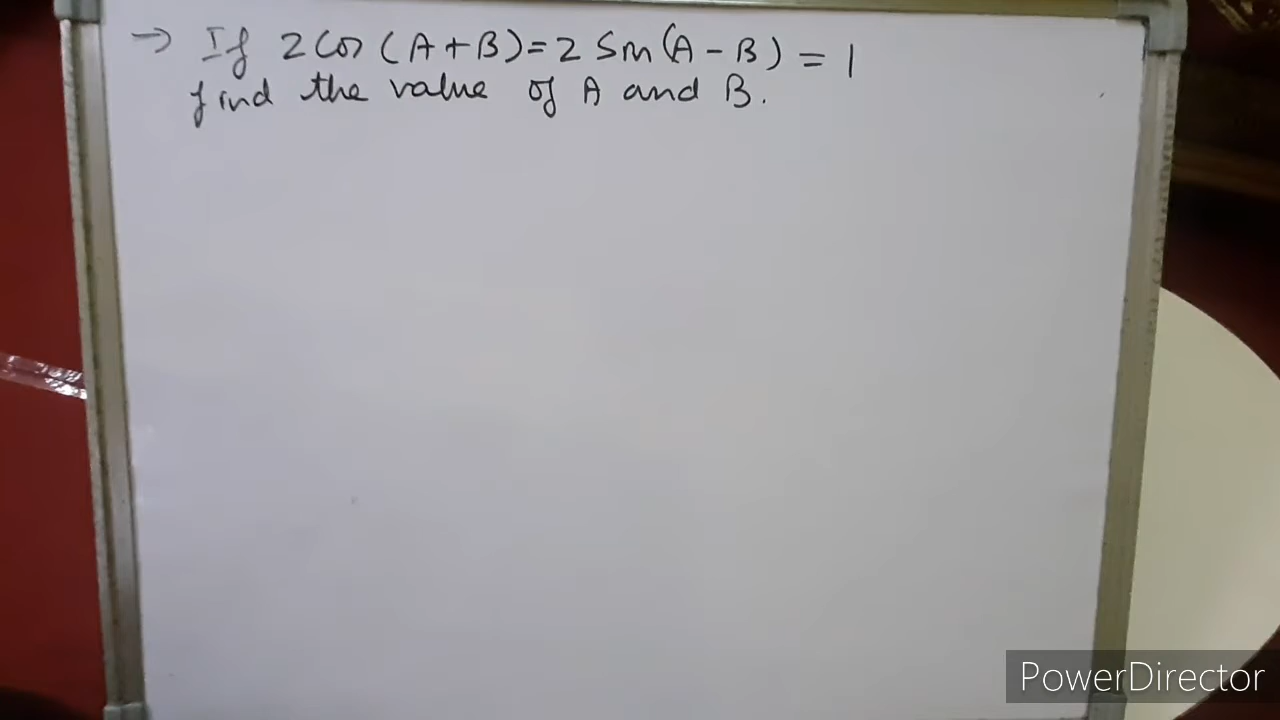 → If 2 Cos (A + B) = 2 Sin (A - B) = 1
find the value of A and B.
PowerDirector